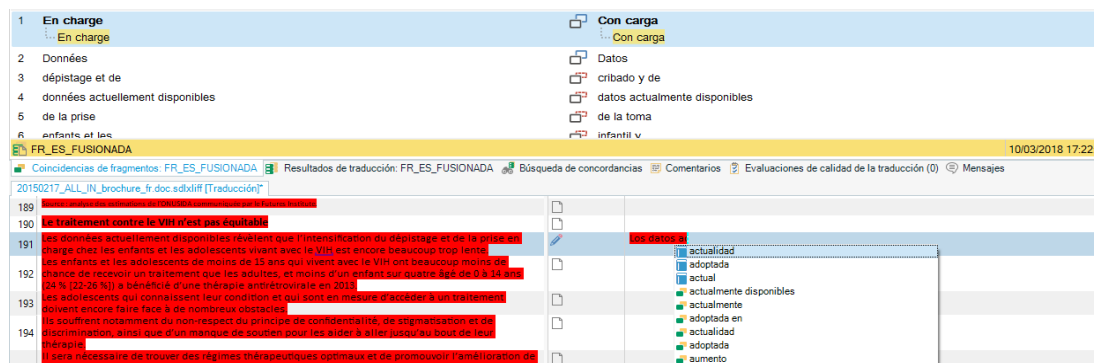 1 En charge Con carga
En charge Con carga
2 Données Datos
3 dépistage et de cribado y de
4 données actuellement disponibles datos actualmente disponibles
5 de la prise de la toma
6 enfants et les infantil y
FR_ES_FUSIONADA 10/03/2018 17:22
Coincidencias de fragmentos: FR_ES_FUSIONADA Resultados de traducción: FR_ES_FUSIONADA Búsqueda de concordancias Comentarios Evaluaciones de calidad de la traducción (0) Mensajes
20150217_ALL_IN_brochure_fr.doc.sdlxliff [Traducción]*
189 Source : analyse des estimations de l'ONUSIDA communiquée par le Futures Institute.
190 Le traitement contre le VIH n'est pas équitable
191 Les données actuellement disponibles révèlent que l'intensification du dépistage et de la prise en Los datos a
charge chez les enfants et les adolescents vivant avec le VIH est encore beaucoup trop lente.
actualidad
192 Les enfants et les adolescents de moins de 15 ans qui vivent avec le VIH ont beaucoup moins de
adoptada
chance de recevoir un traitement que les adultes, et moins d'un enfant sur quatre âgé de 0 à 14 ans
actual
(24 % [22-26 %]) a bénéficié d'une thérapie antirétrovirale en 2013.
actualmente disponibles
193 Les adolescents qui connaissent leur condition et qui sont en mesure d'accéder à un traitement
actualmente
doivent encore faire face à de nombreux obstacles.
adoptada en
194 Ils souffrent notamment du non-respect du principe de confidentialité, de stigmatisation et de
actualidad
discrimination, ainsi que d'un manque de soutien pour les aider à aller jusqu'au bout de leur
thérapie.
adoptada
Il sera nécessaire de trouver des régimes thérapeutiques optimaux et de promouvoir l'amélioration de
aumento